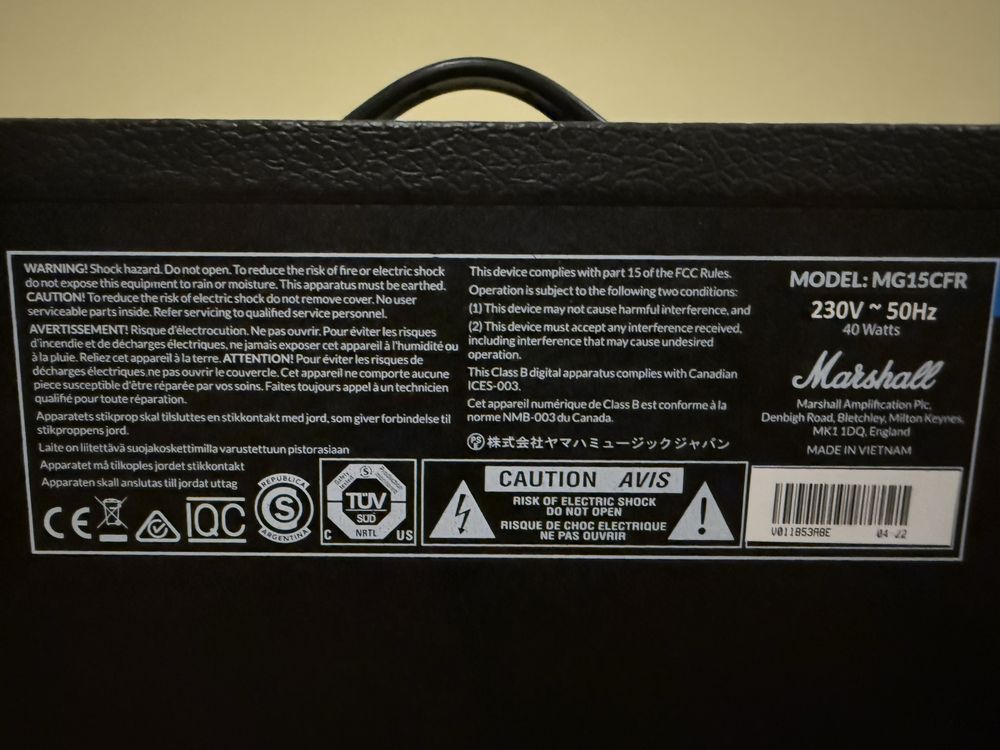 WARNING! Shock hazard. Do not open. To reduce the risk of fire or electric shock
do not expose this equipment to rain or moisture. This apparatus must be earthed.
CAUTION! To reduce the risk of electric shock do not remove cover. No user
serviceable parts inside. Refer servicing to qualified service personel.
AVERTISSEMENT! Risque d'électrocution. Ne pas ouvrir. Pour éviter les risques
d'incendie et de décharges électriques, ne jamais exposer cet appareil à l'humidité ou
à la pluie. Reliez cet appareil à la terre. ATTENTION! Pour éviter les risques de
décharges électriques, ne pas ouvrir le couvercle. Cet appareil ne comporte aucune
piece susceptible d'être réparée par vos soins. Faites toujours appel à un technicien
qualifié pour toute réparation.
Apparatets stikprop skal tilsluttes en stikkontakt med jord, som giver forbindelse til
stikproppens jord.
Laite on liitettävä suojakoskettimilla varustettuun pistorasiaan
Apparatet må tilkoples jordet stikkontakt
Apparaten skall anslutas till jordat uttag
CE
IQC
REPUBLICA
S
ARGENTINA
Safety tested
S
Production monitored
TÜV
SÜD
NRTL
C US
This device complies with part 15 of the FCC Rules.
Operation is subject to the following two conditions:
(1) This device may not cause harmful interference, and
(2) This device must accept any interference received,
including interference that may cause undesired
operation.
This Class B digital apparatus complies with Canadian
ICES-003.
Cet appareil numérique de Class B est conforme à la
norme NMB-003 du Canada.
PS 株式会社ヤマハミュージックジャパン
CAUTION AVIS
RISK OF ELECTRIC SHOCK
DO NOT OPEN
RISQUE DE CHOC ELECTRIQUE
NE PAS OUVRIR
MODEL: MG15CFR
230V ~ 50Hz
40 Watts
Marshall
Marshall Amplification Plc.
Denbigh Road, Bletchley, Milton Keynes,
MK1 1DQ, England
MADE IN VIETNAM
04-22